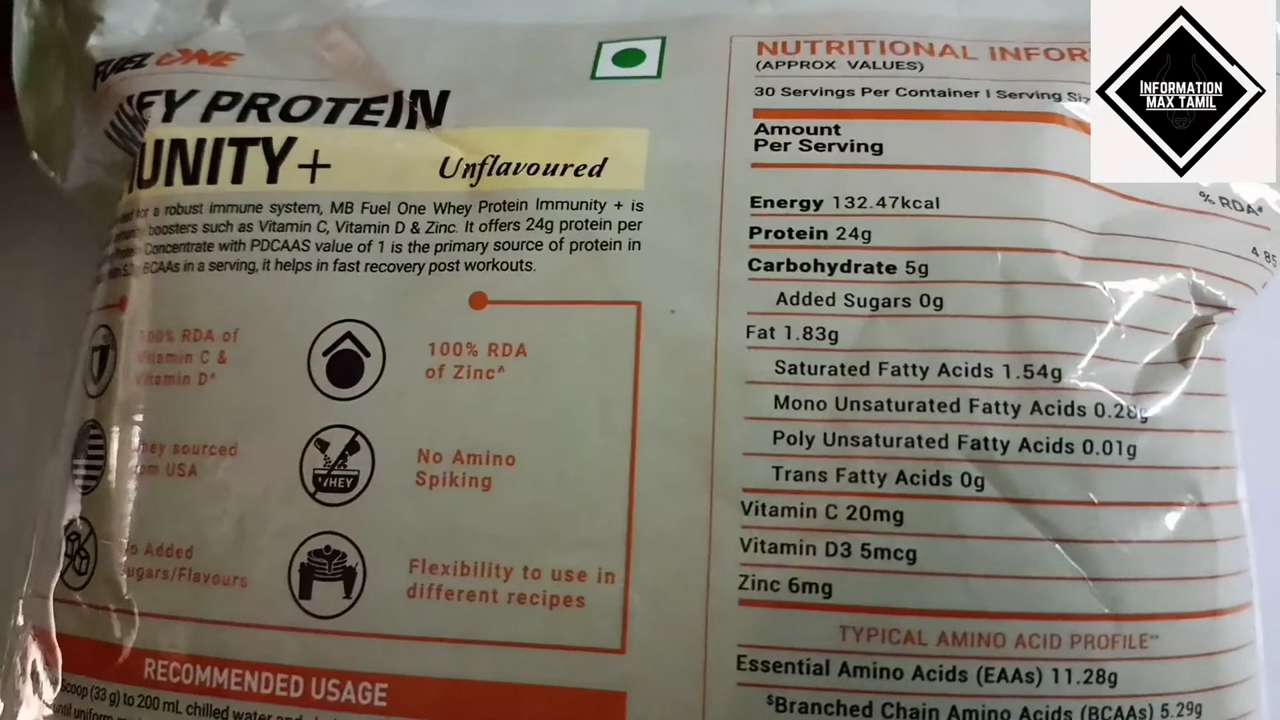 FUEL ONE
WHEY PROTEIN
UNITY+
Unflavoured
for a robust immune system, MB Fuel One Whey Protein Immunity + is
boosters such as Vitamin C, Vitamin D & Zinc. It offers 24g protein per
Concentrate with PDCAAS value of 1 is the primary source of protein in
BCAAs in a serving, it helps in fast recovery post workouts.
100% RDA of
Vitamin C &
Vitamin D^
100% RDA
of Zinc^
hey sourced
om USA
WHEY
No Amino
Spiking
o Added
ugars/Flavours
Flexibility to use in
different recipes
RECOMMENDED USAGE
scoop (33 g) to 200 mL chilled water and
until uniform
NUTRITIONAL INFOR
(APPROX VALUES)
30 Servings Per Container | Serving Siz
Amount
Per Serving
% RDA#
Energy 132.47kcal
4.85
Protein 24g
Carbohydrate 5g
Added Sugars 0g
Fat 1.83g
Saturated Fatty Acids 1.54g
Mono Unsaturated Fatty Acids 0.28g
Poly Unsaturated Fatty Acids 0.01g
Trans Fatty Acids 0g
Vitamin C 20mg
Vitamin D3 5mcg
Zinc 6mg
TYPICAL AMINO ACID PROFILE**
Essential Amino Acids (EAAs) 11.28g
$Branched Chain Amino Acids (BCAAs) 5.29g
INFORMATION
MAX TAMIL